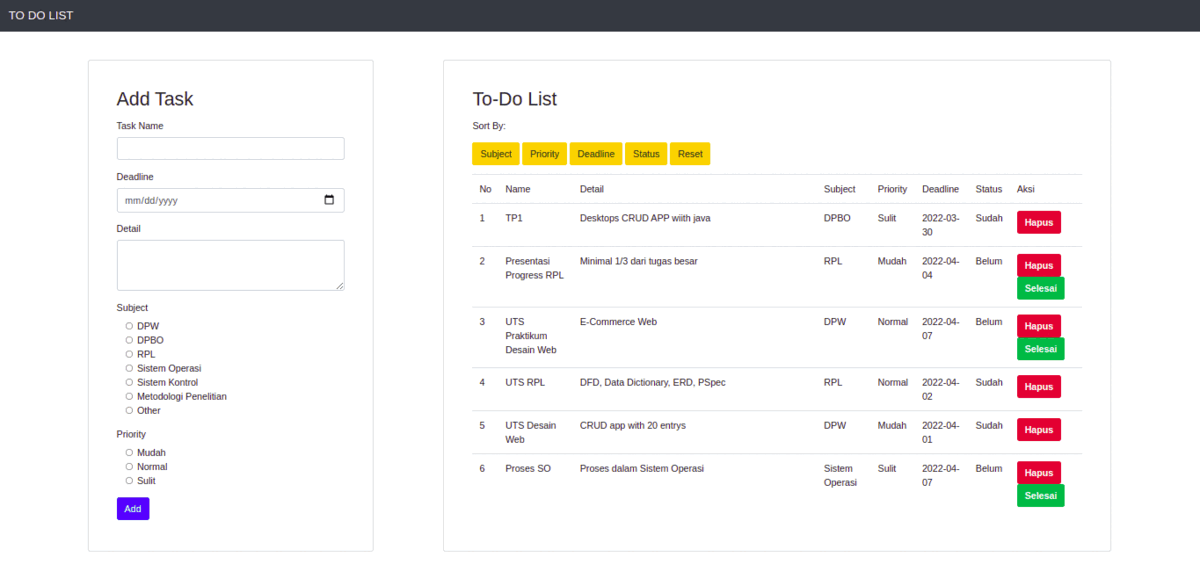 TO DO LIST
Add Task
Task Name
Deadline
mm/dd/yyyy
Detail
Subject
DPW
DPBO
RPL
Sistem Operasi
Sistem Kontrol
Metodologi Penelitian
Other
Priority
Mudah
Normal
Sulit
Add
To-Do List
Sort By:
Subject Priority Deadline Status Reset
No Name Detail Subject Priority Deadline Status Aksi
1 TP1 Desktops CRUD APP wiith java DPBO Sulit 2022-03-30 Sudah Hapus
2 Presentasi Progress RPL Minimal 1/3 dari tugas besar RPL Mudah 2022-04-04 Belum Hapus Selesai
3 UTS Praktikum Desain Web E-Commerce Web DPW Normal 2022-04-07 Belum Hapus Selesai
4 UTS RPL DFD, Data Dictionary, ERD, PSpec RPL Normal 2022-04-02 Sudah Hapus
5 UTS Desain Web CRUD app with 20 entrys DPW Mudah 2022-04-01 Sudah Hapus
6 Proses SO Proses dalam Sistem Operasi Sistem Operasi Sulit 2022-04-07 Belum Hapus Selesai